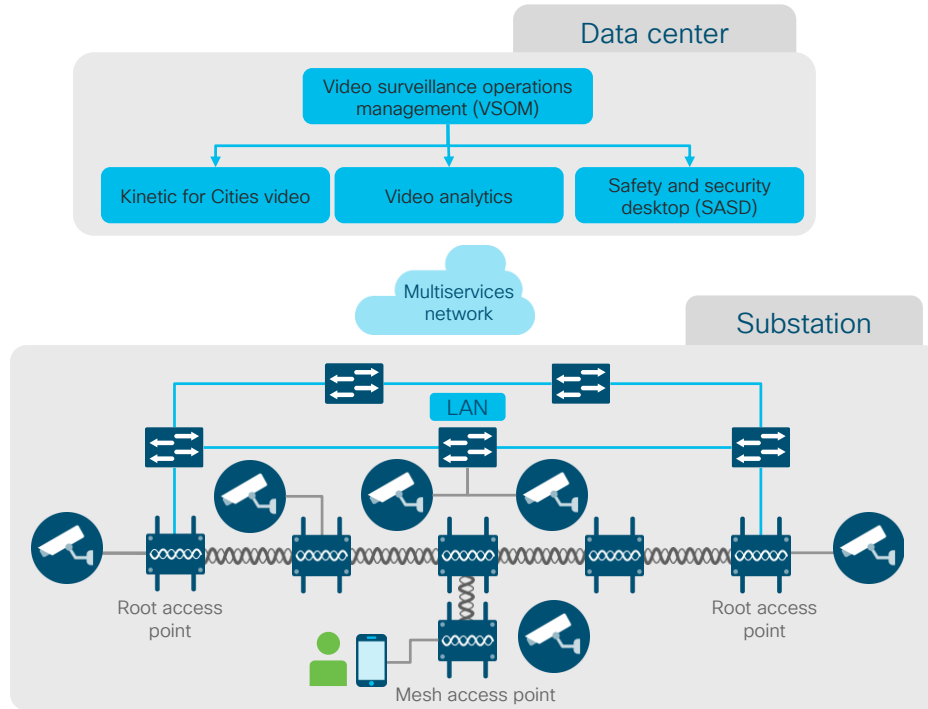 Data center
Video surveillance operations
management (VSOM)
Kinetic for Cities video
Video analytics
Safety and security
desktop (SASD)
Multiservices
network
Substation
LAN
Root access
point
Root access
point
Mesh access point